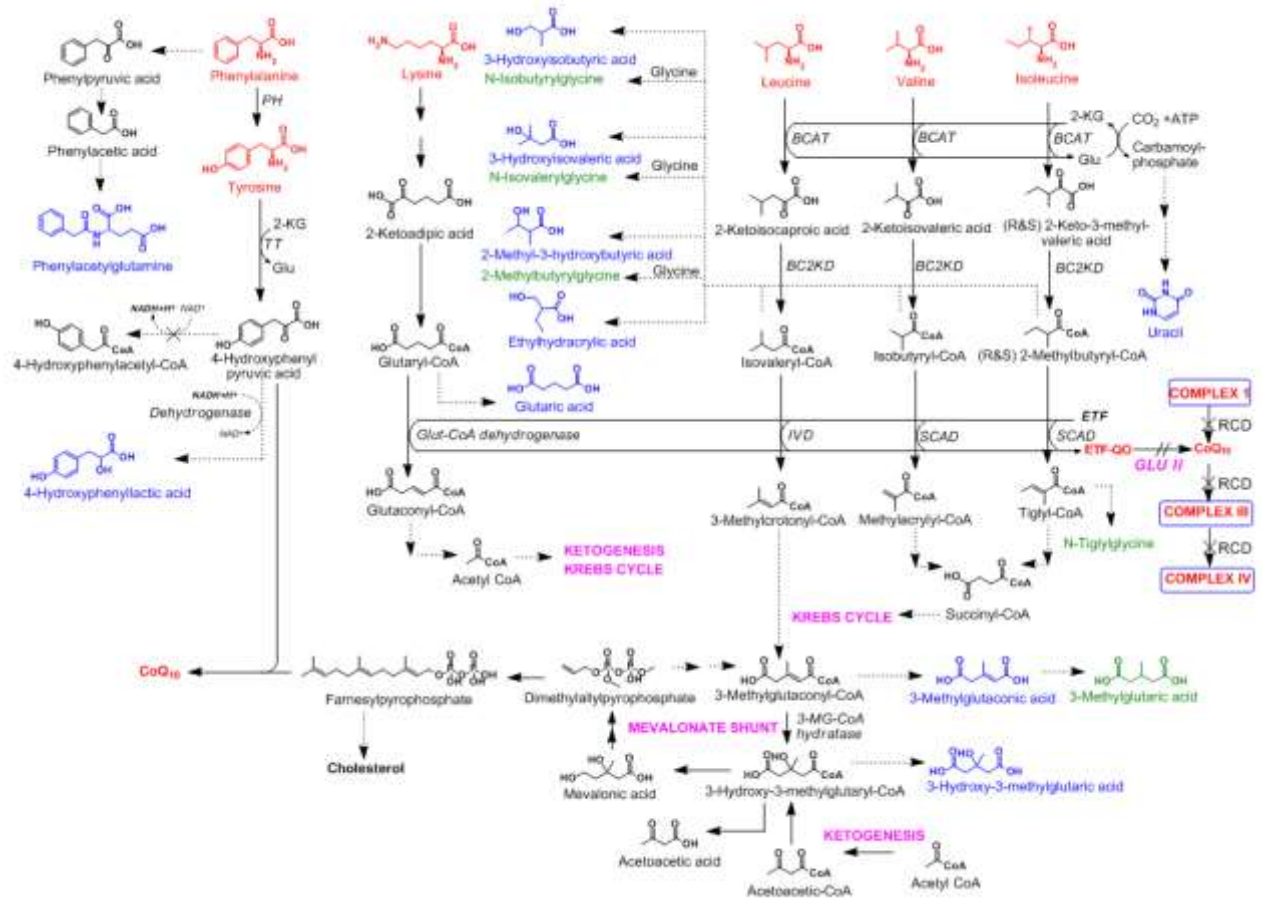 Phenylpyruvic acid
Phenylalanine
PH
Phenylacetic acid
Tyrosine
Phenylacetylglutamine
2-KG
TT
Glu
NADH+H⁺
NAD⁺
4-Hydroxyphenylacetyl-CoA
4-Hydroxyphenyl
pyruvic acid
NADH+H⁺
Dehydrogenase
NAD⁺
4-Hydroxyphenyllactic acid
Lysine
2-Ketoadipic acid
Glutaryl-CoA
Glutaric acid
Glut-CoA dehydrogenase
Glutaconyl-CoA
Acetyl CoA
KETOGENESIS
KREBS CYCLE
3-Hydroxyisobutyric acid
N-Isobutyrylglycine
Glycine
3-Hydroxyisovaleric acid
N-Isovalerylglycine
Glycine
2-Methyl-3-hydroxybutyric acid
2-Methylbutyrylglycine
Glycine
Ethylhydracrylic acid
Leucine
Valine
Isoleucine
BCAT
BCAT
BCAT
2-KG
Glu
CO₂ +ATP
Carbamoyl-
phosphate
Uracil
2-Ketoisocaproic acid
2-Ketoisovaleric acid
(R&S) 2-Keto-3-methyl-
valeric acid
BC2KD
BC2KD
BC2KD
Isovaleryl-CoA
Isobutyryl-CoA
(R&S) 2-Methylbutyryl-CoA
ETF
IVD
SCAD
SCAD
ETF-QO
GLU II
CoQ₁₀
COMPLEX 1
RCD
RCD
COMPLEX III
RCD
COMPLEX IV
3-Methylcrotonyl-CoA
Methylacrylyl-CoA
Tiglyl-CoA
N-Tiglylglycine
Succinyl-CoA
KREBS CYCLE
CoQ₁₀
Farnesylpyrophosphate
Dimethylallylpyrophosphate
3-Methylglutaconyl-CoA
3-Methylglutaconic acid
3-Methylglutaric acid
MEVALONATE SHUNT
3-MG-CoA
hydratase
Cholesterol
Mevalonic acid
3-Hydroxy-3-methylglutaryl-CoA
3-Hydroxy-3-methylglutaric acid
Acetoacetic acid
KETOGENESIS
Acetoacetic-CoA
Acetyl CoA